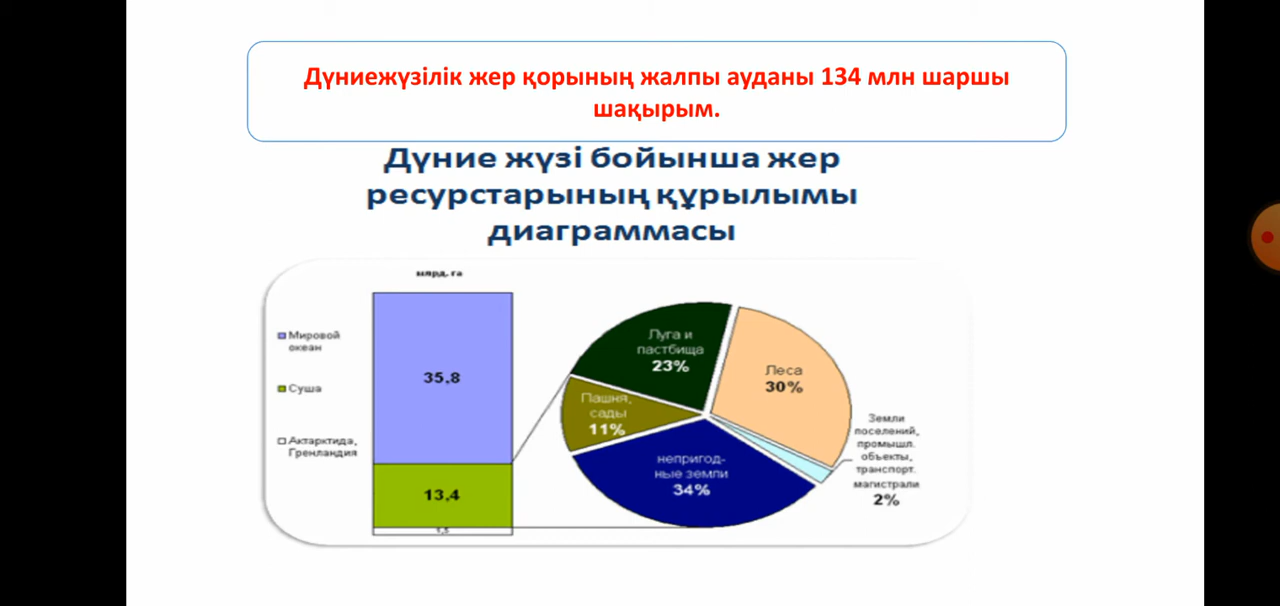 Дүниежүзілік жер қорының жалпы ауданы 134 млн шаршы
шақырым.
Дүние жүзі бойынша жер
ресурстарының құрылымы
диаграммасы
млрд. га
Мировой
океан
Суша
Актарктида,
Гренландия
35,8
13,4
1,5
Луга и
пастбища
23%
Леса
30%
Пашня,
сады
11%
непригод-
ные земли
34%
Земли
поселений,
промышл.
объекты,
транспорт.
магистрали
2%